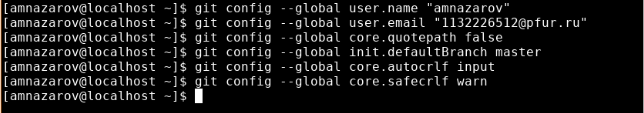 [amnazarov@localhost ~]$ git config --global user.name "amnazarov"
[amnazarov@localhost ~]$ git config --global user.email "1132226512@pfur.ru"
[amnazarov@localhost ~]$ git config --global core.quotepath false
[amnazarov@localhost ~]$ git config --global init.defaultBranch master
[amnazarov@localhost ~]$ git config --global core.autocrlf input
[amnazarov@localhost ~]$ git config --global core.safecrlf warn
[amnazarov@localhost ~]$